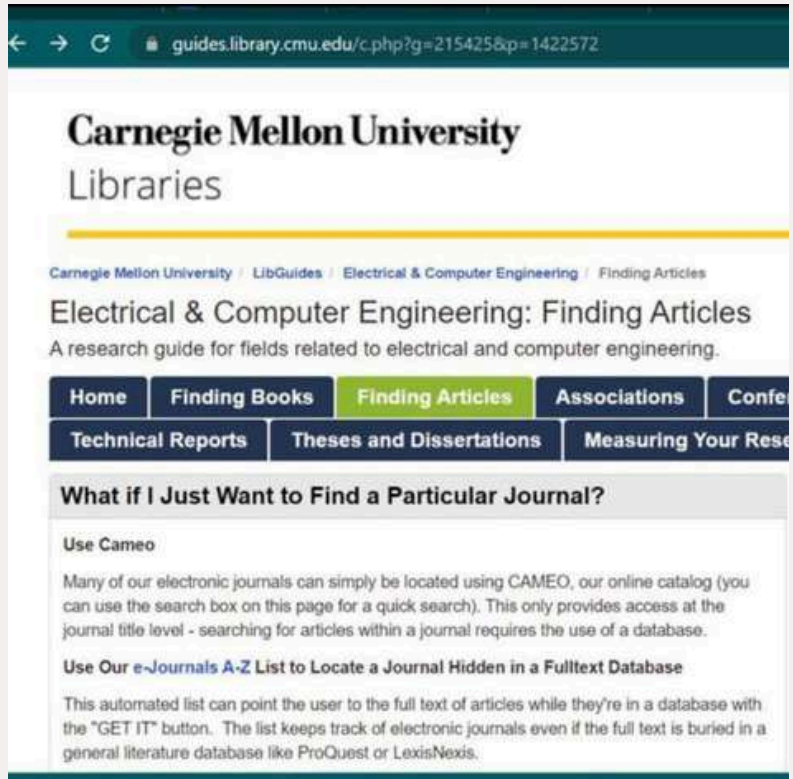 guides.library.cmu.edu/c.php?g=215425&p=1422572
Carnegie Mellon University
Libraries
Carnegie Mellon University / LibGuides / Electrical & Computer Engineering / Finding Articles
Electrical & Computer Engineering: Finding Articles
A research guide for fields related to electrical and computer engineering.
Home Finding Books Finding Articles Associations Confe
Technical Reports Theses and Dissertations Measuring Your Rese
What if I Just Want to Find a Particular Journal?
Use Cameo
Many of our electronic journals can simply be located using CAMEO, our online catalog (you
can use the search box on this page for a quick search). This only provides access at the
journal title level - searching for articles within a journal requires the use of a database.
Use Our e-Journals A-Z List to Locate a Journal Hidden in a Fulltext Database
This automated list can point the user to the full text of articles while they're in a database with
the "GET IT" button. The list keeps track of electronic journals even if the full text is buried in a
general literature database like ProQuest or LexisNexis.